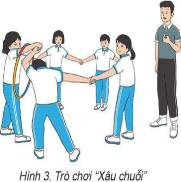 Hình 3. Trò chơi "Xâu chuỗi"